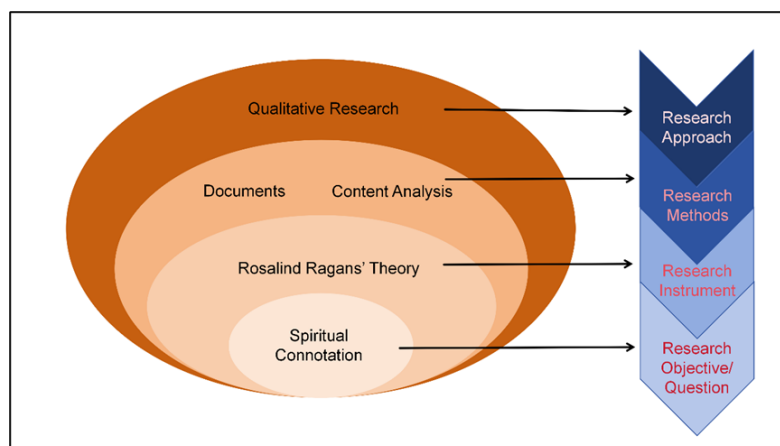 Qualitative Research
Research
Approach
Documents Content Analysis
Research
Methods
Rosalind Ragans' Theory
Research
Instrument
Spiritual
Connotation
Research
Objective/
Question